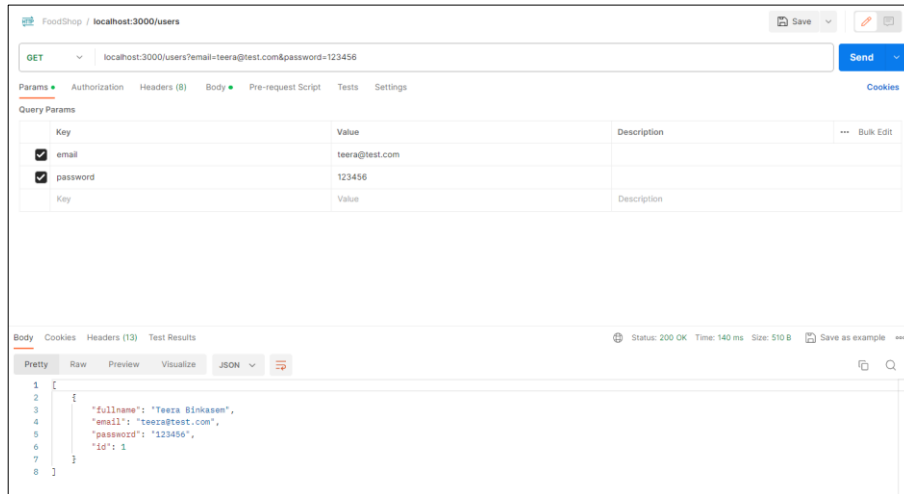 FoodShop / localhost:3000/users Save
GET localhost:3000/users?email=teera@test.com&password=123456 Send
Params Authorization Headers (8) Body Pre-request Script Tests Settings Cookies
Query Params
Key Value Description ... Bulk Edit
email teera@test.com
password 123456
Key Value Description
Body Cookies Headers (13) Test Results Status: 200 OK Time: 140 ms Size: 510 B Save as example
Pretty Raw Preview Visualize JSON
1 [
2 {
3 "fullname": "Teera Binkasem",
4 "email": "teera@test.com",
5 "password": "123456",
6 "id": 1
7 }
8 ]